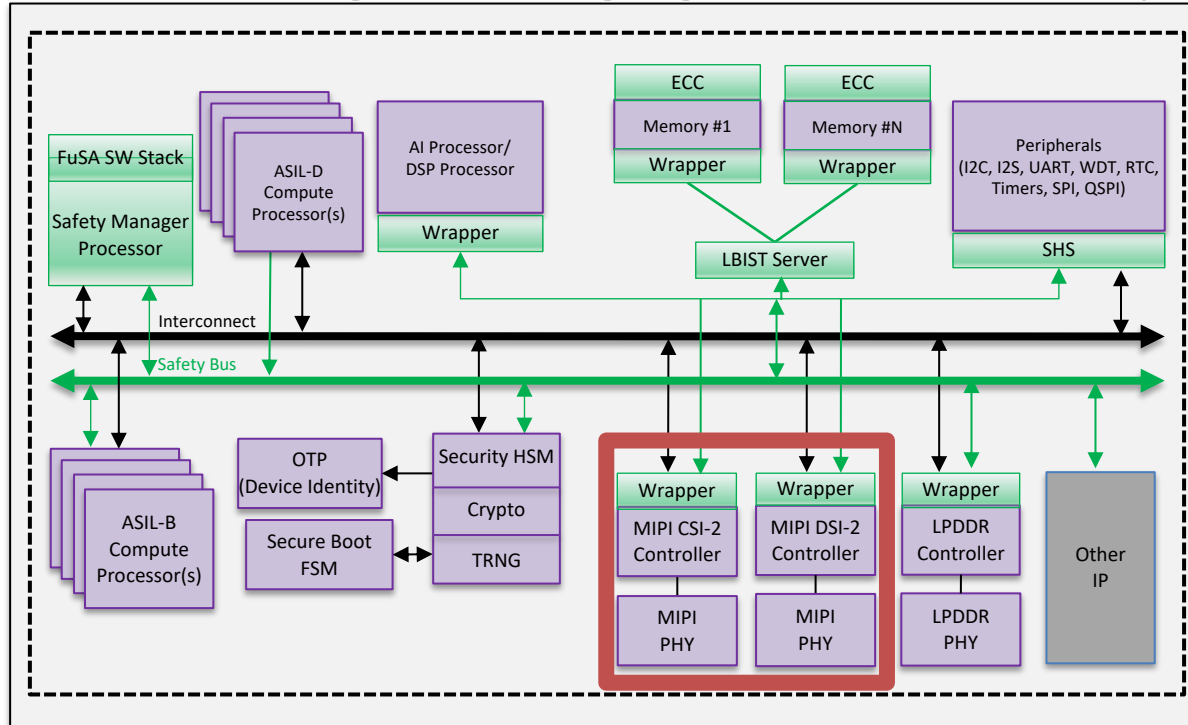 ECC
ECC
Memory #1
Memory #N
Wrapper
Wrapper
FuSA SW Stack
Safety Manager
Processor
ASIL-D
Compute
Processor(s)
AI Processor/
DSP Processor
Wrapper
LBIST Server
Peripherals
(I2C, I2S, UART, WDT, RTC,
Timers, SPI, QSPI)
SHS
Interconnect
Safety Bus
ASIL-B
Compute
Processor(s)
OTP
(Device Identity)
Secure Boot
FSM
Security HSM
Crypto
TRNG
Wrapper
MIPI CSI-2
Controller
MIPI
PHY
Wrapper
MIPI DSI-2
Controller
MIPI
PHY
Wrapper
LPDDR
Controller
LPDDR
PHY
Other
IP